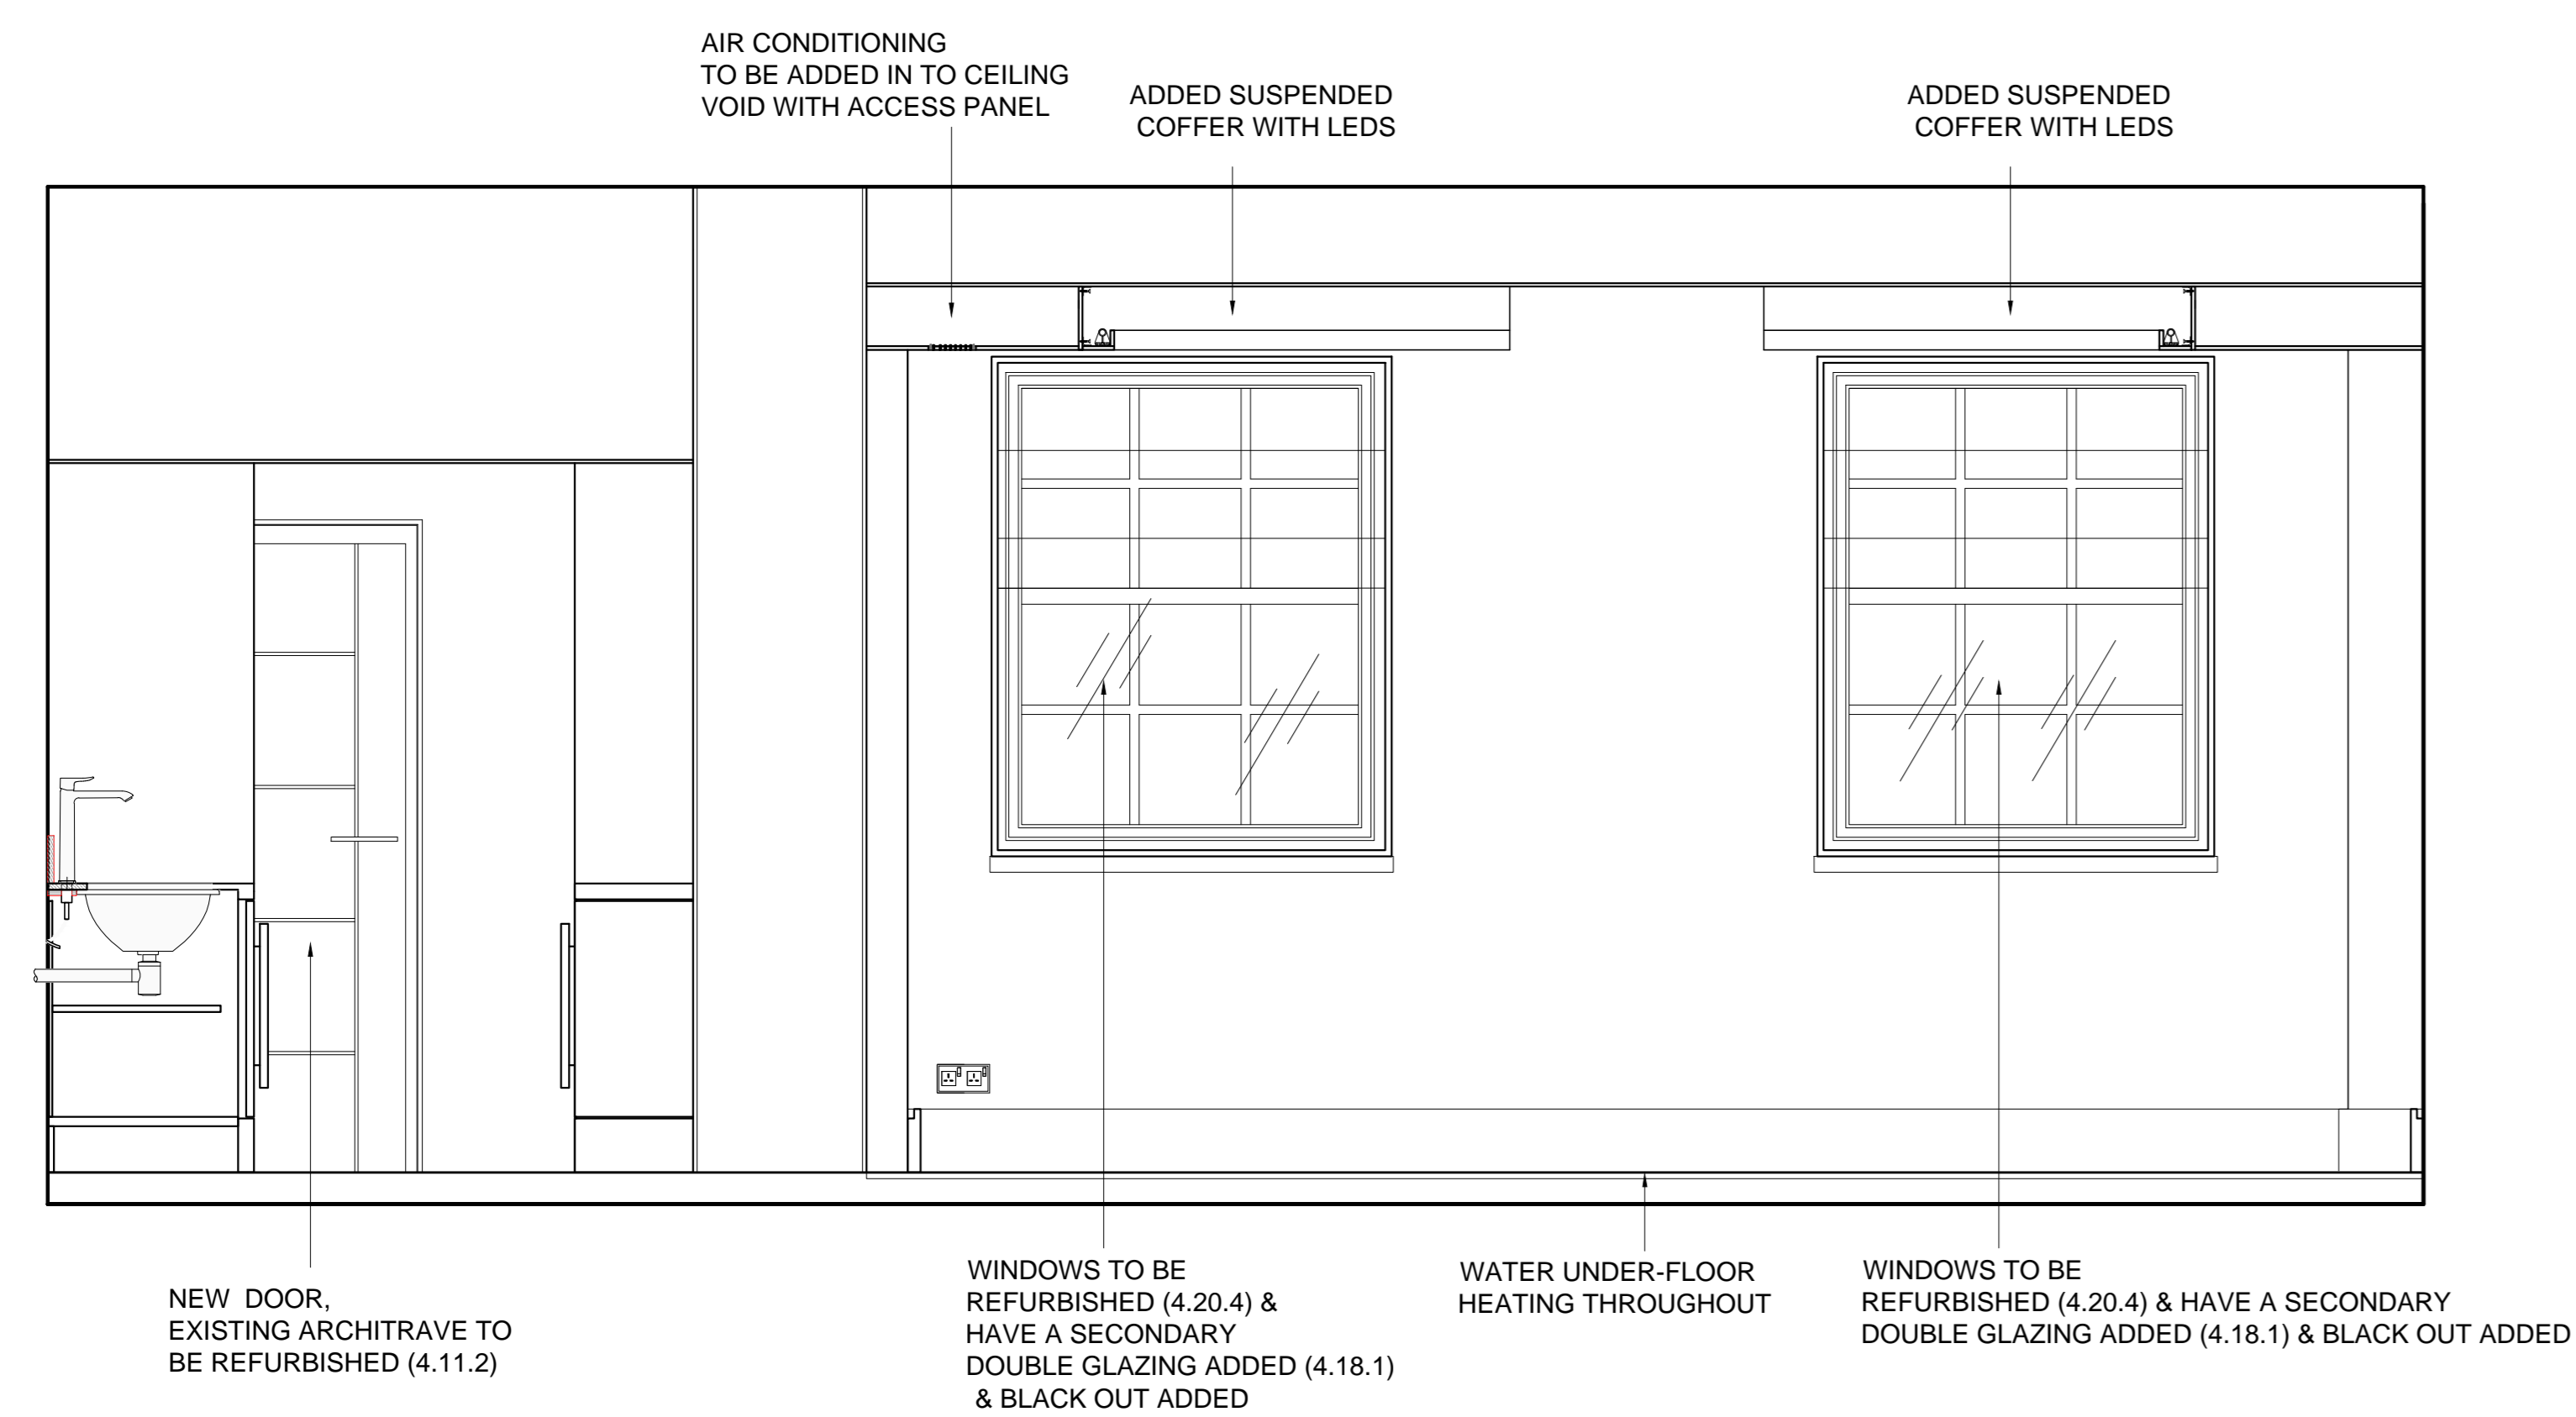 AIR CONDITIONING
TO BE ADDED IN TO CEILING
VOID WITH ACCESS PANEL
ADDED SUSPENDED
COFFER WITH LEDS
ADDED SUSPENDED
COFFER WITH LEDS
NEW DOOR,
EXISTING ARCHITRAVE TO
BE REFURBISHED (4.11.2)
WINDOWS TO BE
REFURBISHED (4.20.4) &
HAVE A SECONDARY
DOUBLE GLAZING ADDED (4.18.1)
& BLACK OUT ADDED
WATER UNDER-FLOOR
HEATING THROUGHOUT
WINDOWS TO BE
REFURBISHED (4.20.4) & HAVE A SECONDARY
DOUBLE GLAZING ADDED (4.18.1) & BLACK OUT ADDED